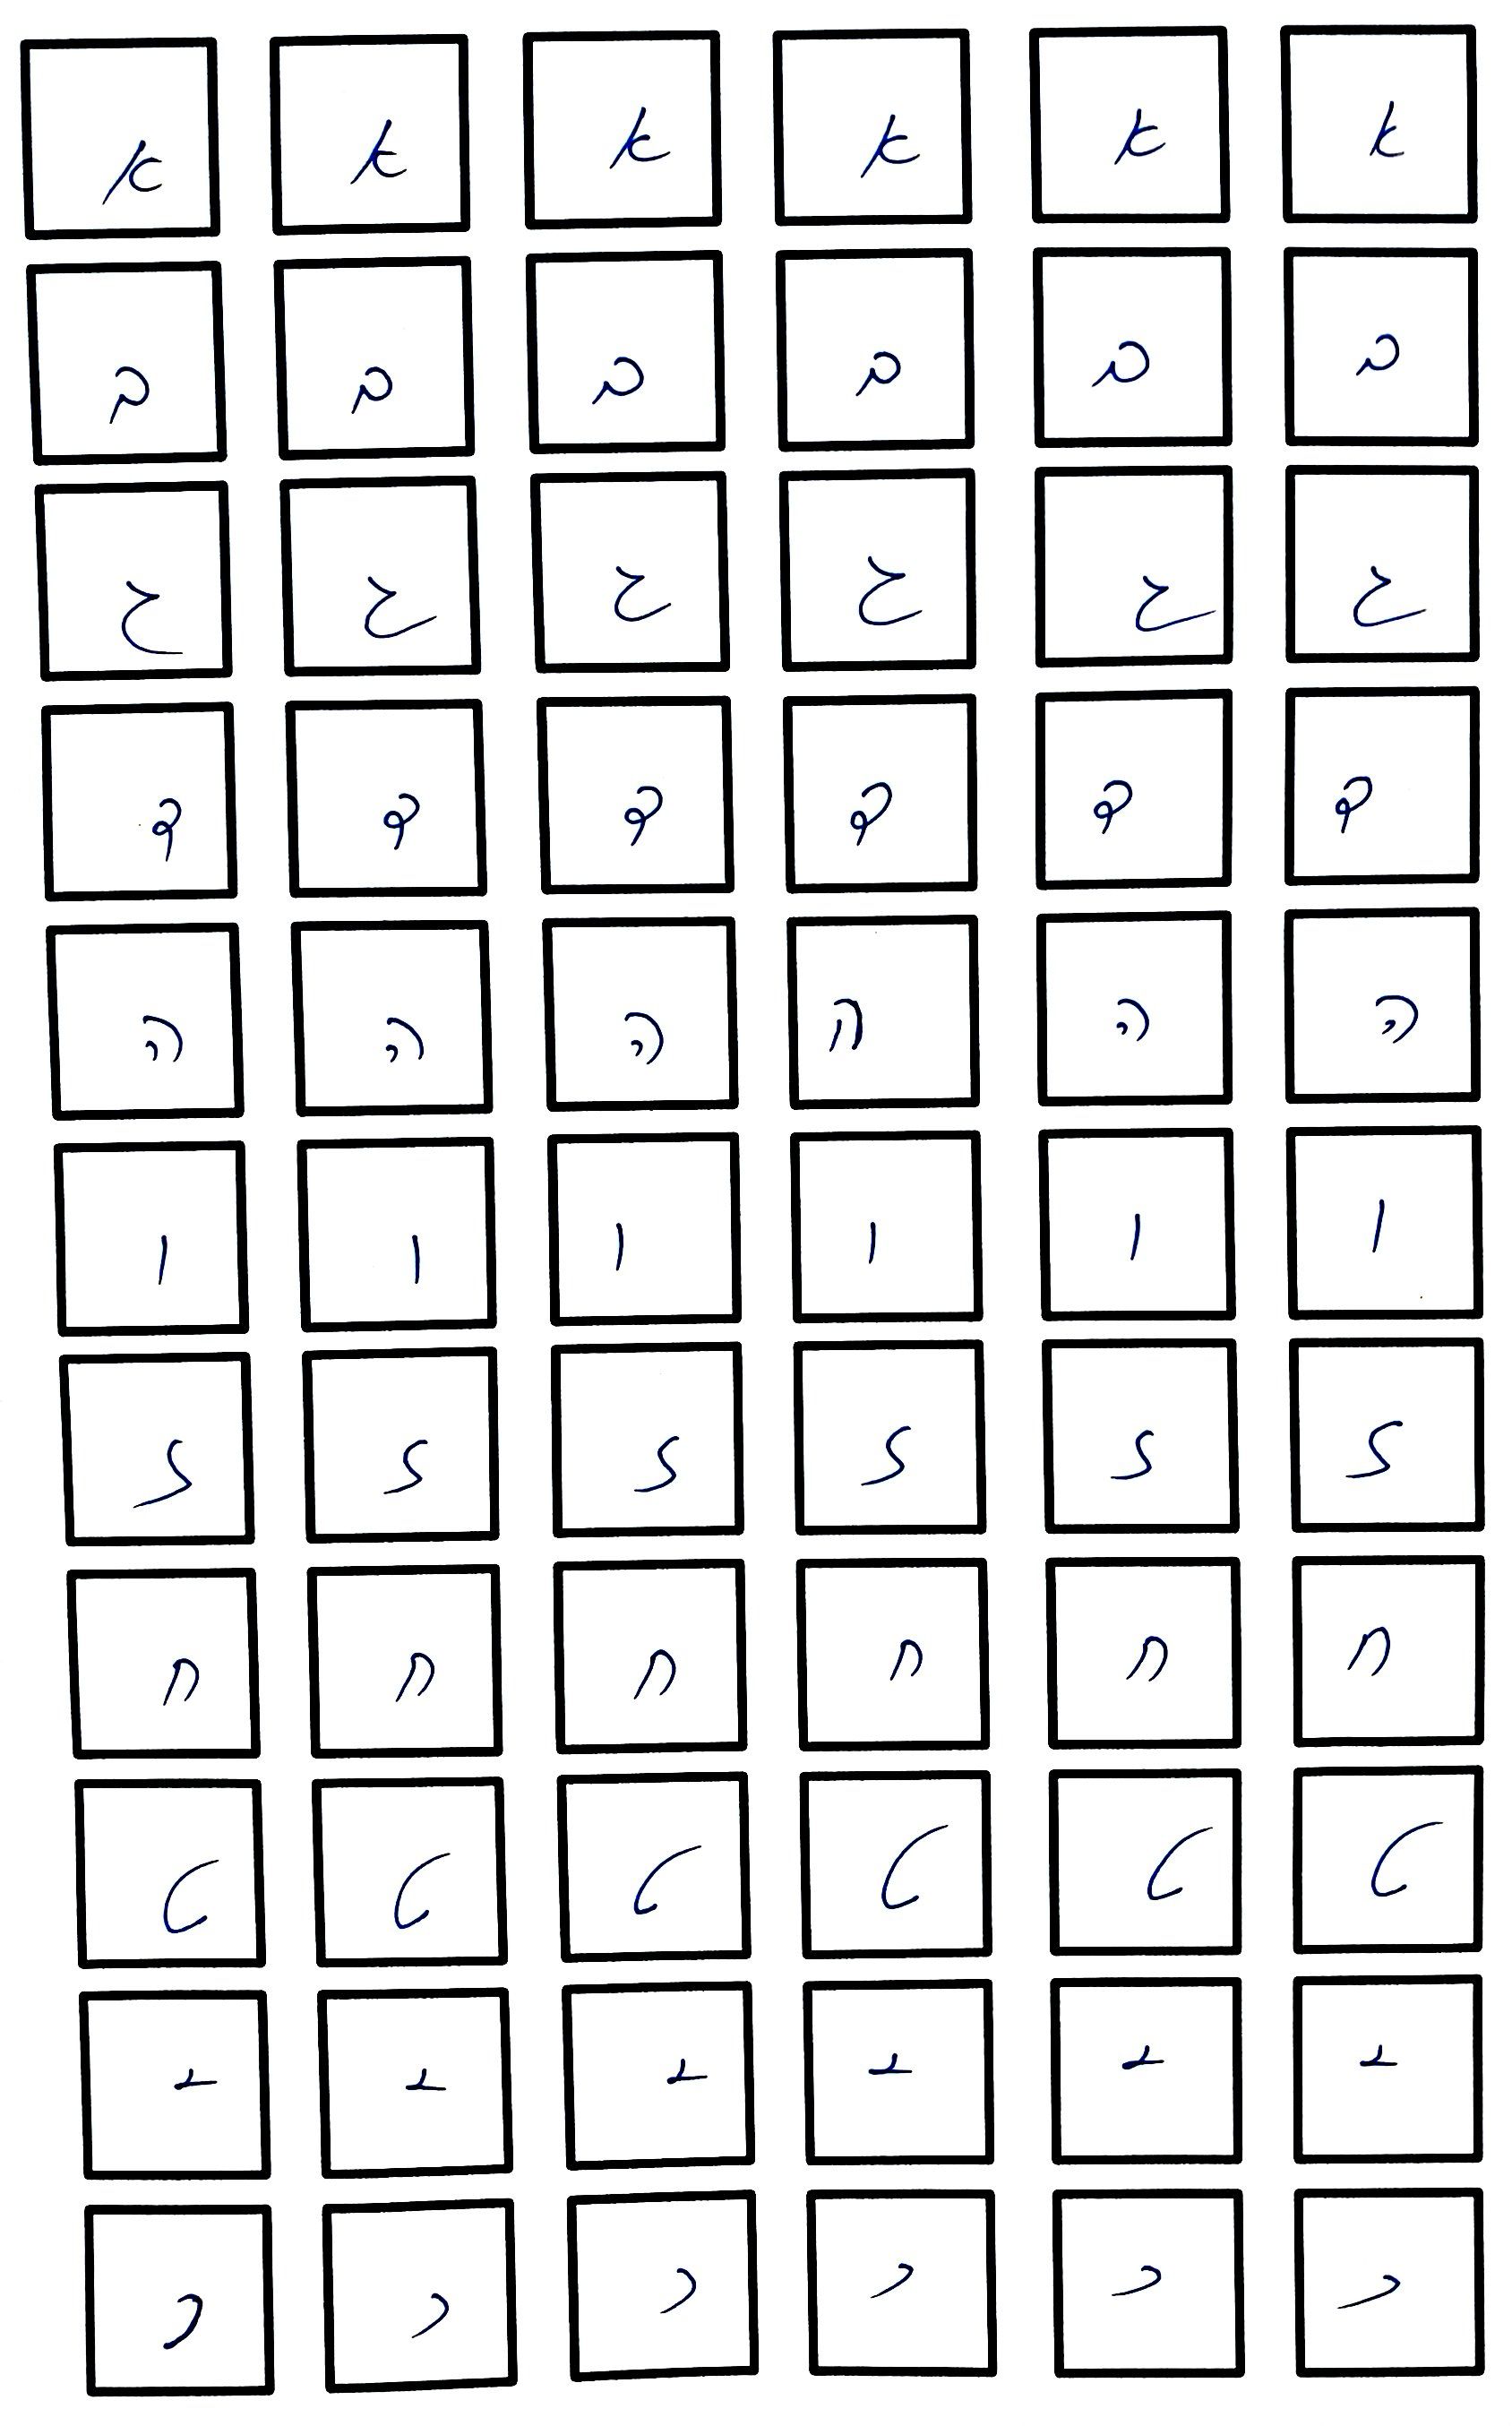 א א א א א א
ב ב ב ב ב ב
ג ג ג ג ג ג
ד ד ד ד ד ד
ה ה ה ה ה ה
ו ו ו ו ו ו
ז ז ז ז ז ז
ח ח ח ח ח ח
ט ט ט ט ט ט
י י י י י י
כ כ כ כ כ כ